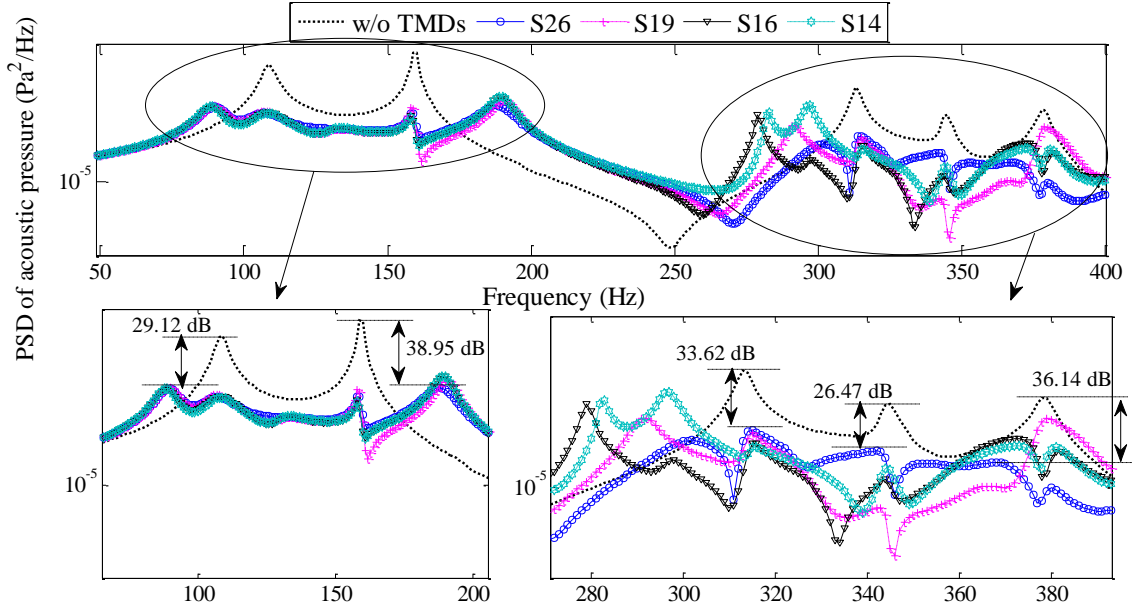 w/o TMDs S26 S19 S16 S14
PSD of acoustic pressure (Pa²/Hz)
10⁻⁵
50 100 150 200 250 300 350 400
Frequency (Hz)
29.12 dB
38.95 dB
10⁻⁵
100 150 200
33.62 dB
26.47 dB
36.14 dB
10⁻⁵
280 300 320 340 360 380